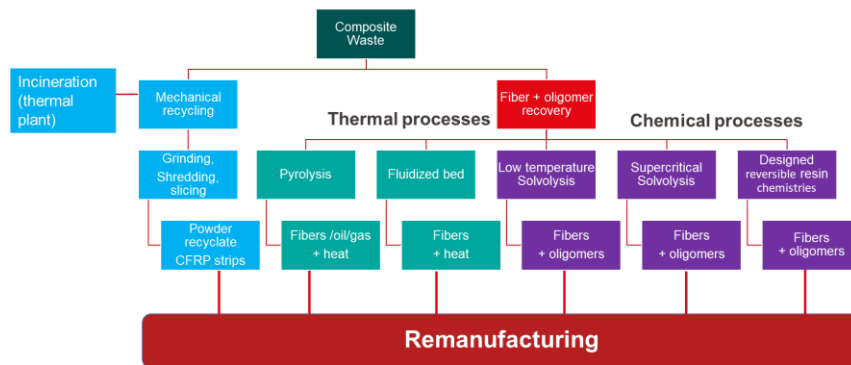 Composite
Waste
Incineration
(thermal
plant)
Mechanical
recycling
Fiber + oligomer
recovery
Thermal processes
Chemical processes
Grinding,
Shredding,
slicing
Pyrolysis
Fluidized bed
Low temperature
Solvolysis
Supercritical
Solvolysis
Designed
reversible resin
chemistries
Powder
recyclate
CFRP strips
Fibers /oil/gas
+ heat
Fibers
+ heat
Fibers
+ oligomers
Fibers
+ oligomers
Fibers
+ oligomers
Remanufacturing